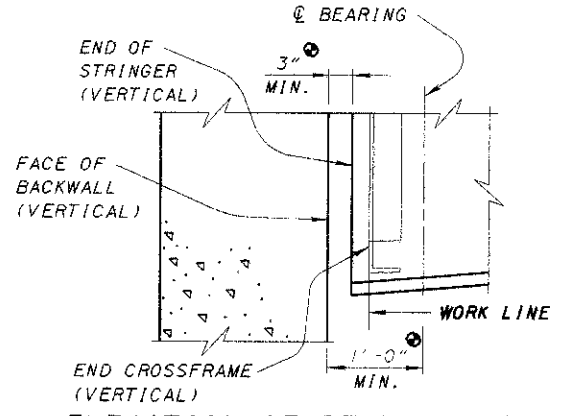 ℄ BEARING
END OF
STRINGER
(VERTICAL)
3"
MIN.
FACE OF
BACKWALL
(VERTICAL)
WORK LINE
1'-0"
MIN.
END CROSSFRAME
(VERTICAL)